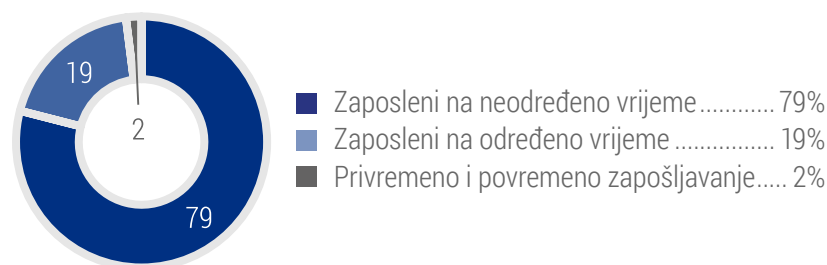 19
2
79
Zaposleni na neodređeno vrijeme............ 79%
Zaposleni na određeno vrijeme ................ 19%
Privremeno i povremeno zapošljavanje..... 2%